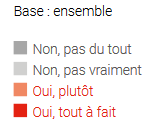 Base : ensemble
Non, pas du tout
Non, pas vraiment
Oui, plutôt
Oui, tout à fait